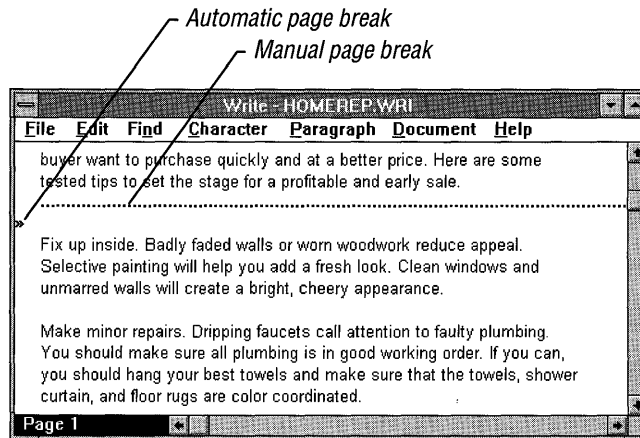 Automatic page break
Manual page break
Write - HOMEREP.WRI
File Edit Find Character Paragraph Document Help
buyer want to purchase quickly and at a better price. Here are some
tested tips to set the stage for a profitable and early sale.
»
Fix up inside. Badly faded walls or worn woodwork reduce appeal.
Selective painting will help you add a fresh look. Clean windows and
unmarred walls will create a bright, cheery appearance.
Make minor repairs. Dripping faucets call attention to faulty plumbing.
You should make sure all plumbing is in good working order. If you can,
you should hang your best towels and make sure that the towels, shower
curtain, and floor rugs are color coordinated.
Page 1